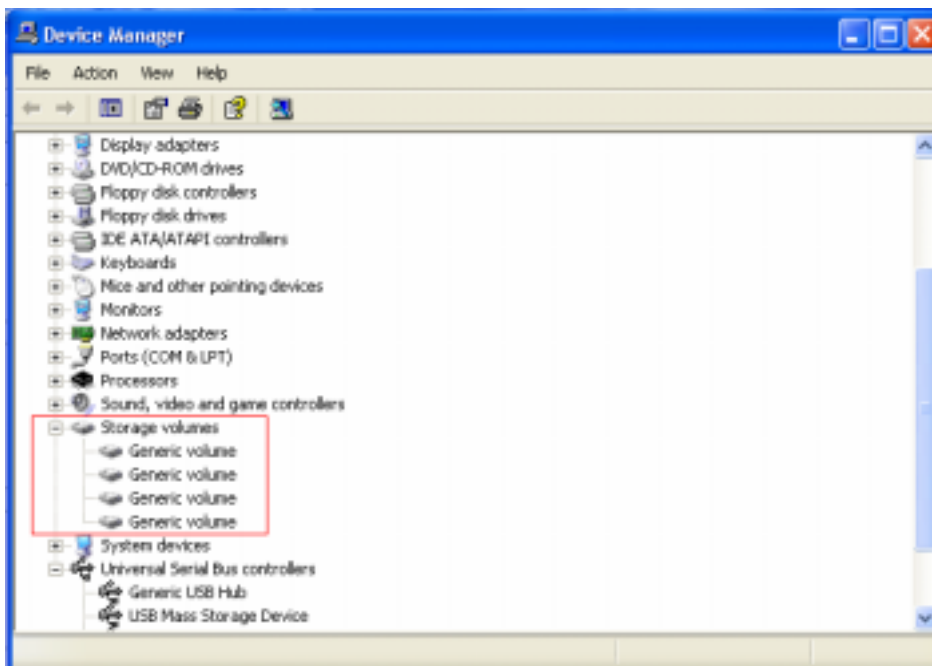 Device Manager
File Action View Help
Display adapters
DVD/CD-ROM drives
Floppy disk controllers
Floppy disk drives
IDE ATA/ATAPI controllers
Keyboards
Mice and other pointing devices
Monitors
Network adapters
Ports (COM & LPT)
Processors
Sound, video and game controllers
Storage volumes
Generic volume
Generic volume
Generic volume
Generic volume
System devices
Universal Serial Bus controllers
Generic USB Hub
USB Mass Storage Device